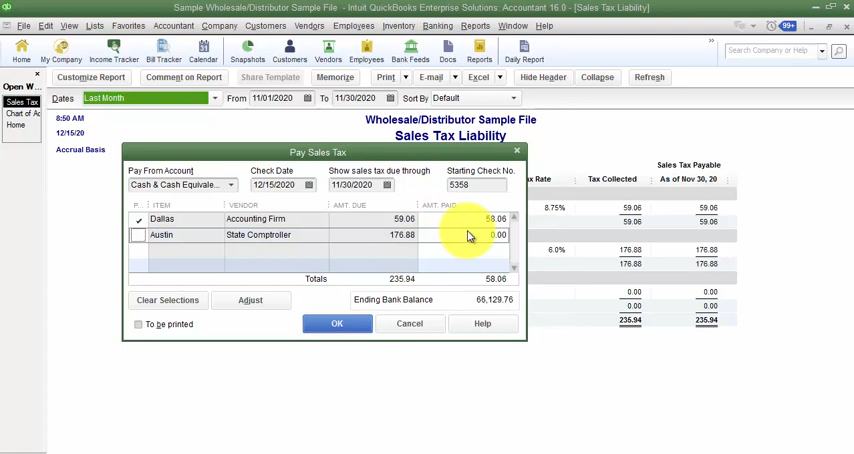 Sample Wholesale/Distributor Sample File - Intuit QuickBooks Enterprise Solutions: Accountant 16.0 - [Sales Tax Liability]
File Edit View Lists Favorites Accountant Company Customers Vendors Employees Inventory Banking Reports Window Help 99+
Home My Company Income Tracker Bill Tracker Calendar Snapshots Customers Vendors Employees Bank Feeds Docs Reports Daily Report » Search Company or Help
Open W...
Customize Report Comment on Report Share Template Memorize Print E-mail Excel Hide Header Collapse Refresh
Sales Tax
Chart of Ac
Home
Dates Last Month From 11/01/2020 To 11/30/2020 Sort By Default
8:50 AM Wholesale/Distributor Sample File
12/15/20 Sales Tax Liability
Accrual Basis
Sales Tax Payable
x Rate Tax Collected As of Nov 30, 20
8.75% 59.06 59.06
59.06 59.06
6.0% 176.88 176.88
176.88 176.88
0.00 0.00
0.00 0.00
235.94 235.94
Pay Sales Tax
Pay From Account Check Date Show sales tax due through Starting Check No.
Cash & Cash Equivale... 12/15/2020 11/30/2020 5358
P... ITEM VENDOR AMT. DUE AMT. PAID
Dallas Accounting Firm 59.06 58.06
Austin State Comptroller 176.88 0.00
Totals 235.94 58.06
Clear Selections Adjust Ending Bank Balance 66,129.76
To be printed OK Cancel Help